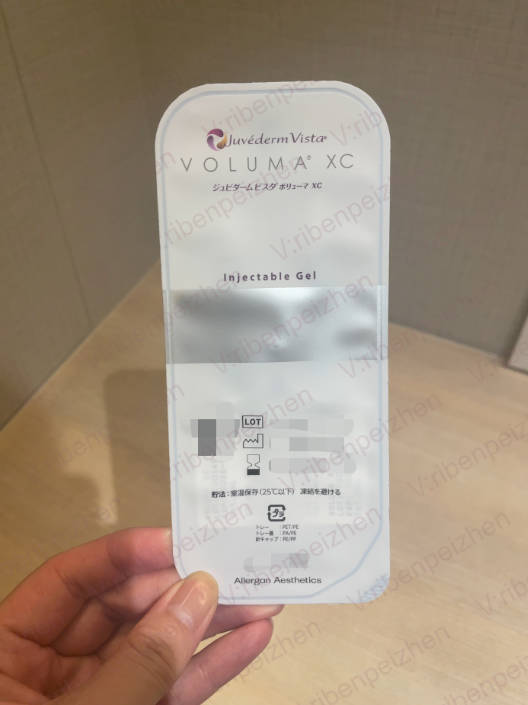 Juvéderm Vista®
VOLUMA® XC
ジュビダームビスタ ボリューマ XC
Injectable Gel
LOT
貯法：室温保存（25℃以下） 凍結を避ける
プラ
トレー ：PET/PE
トレー蓋 ：PA/PE
針キャップ：PE/PP
Allergan Aesthetics
V:ribenpeizhen